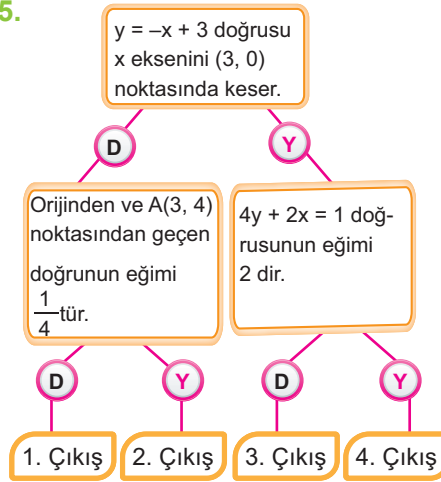 5.
y = –x + 3 doğrusu
x eksenini (3, 0)
noktasında keser.
D
Y
Orijinden ve A(3, 4)
noktasından geçen
doğrunun eğimi
1/4 tür.
4y + 2x = 1 doğ-
rusunun eğimi
2 dir.
D
Y
D
Y
1. Çıkış
2. Çıkış
3. Çıkış
4. Çıkış